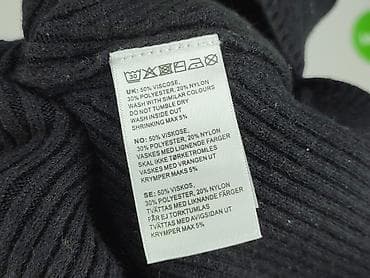 30
UK: 50% VISCOSE,
30% POLYESTER, 20% NYLON
WASH WITH SIMILAR COLOURS
DO NOT TUMBLE DRY
WASH INSIDE OUT
SHRINKING MAX 5%
NO: 50% VISKOSE,
30% POLYESTER, 20% NYLON
VASKES MED LIGNENDE FARGER
SKAL IKKE TØRKETROMLES
VASKES MED VRANGEN UT
KRYMPER MAKS 5%
SE: 50% VISKOS,
30% POLYESTER, 20% NYLON
TVÄTTAS MED LIKNANDE FÄRGER
FÅR EJ TORKTUMLAS
TVÄTTAS MED AVIGSIDAN UT
KRYMPER MAX 5%